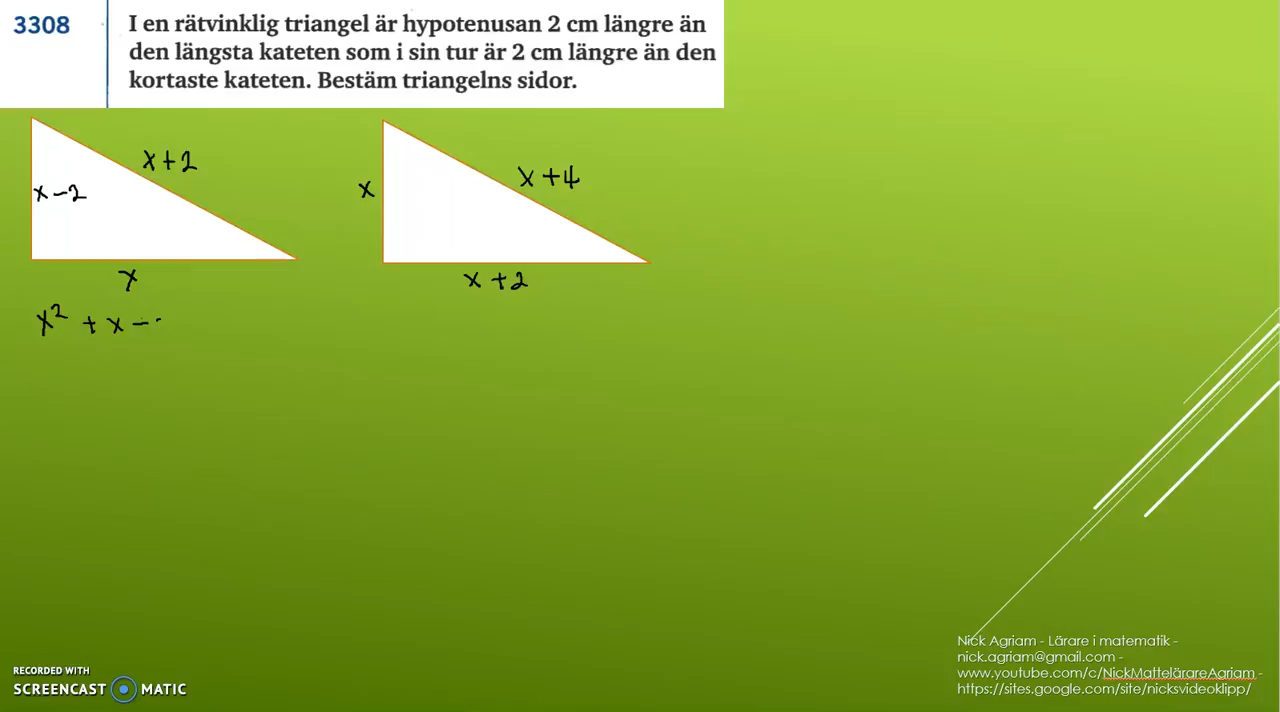 3308
I en rätvinklig triangel är hypotenusan 2 cm längre än
den längsta kateten som i sin tur är 2 cm längre än den
kortaste kateten. Bestäm triangelns sidor.
x+2
x-2
x
x+4
x
x+2
x² + x -
Nick Agriam - Lärare i matematik -
nick.agriam@gmail.com -
www.youtube.com/c/NickMattelärareAgriam -
https://sites.google.com/site/nicksvideoklipp/
RECORDED WITH
SCREENCAST MATIC